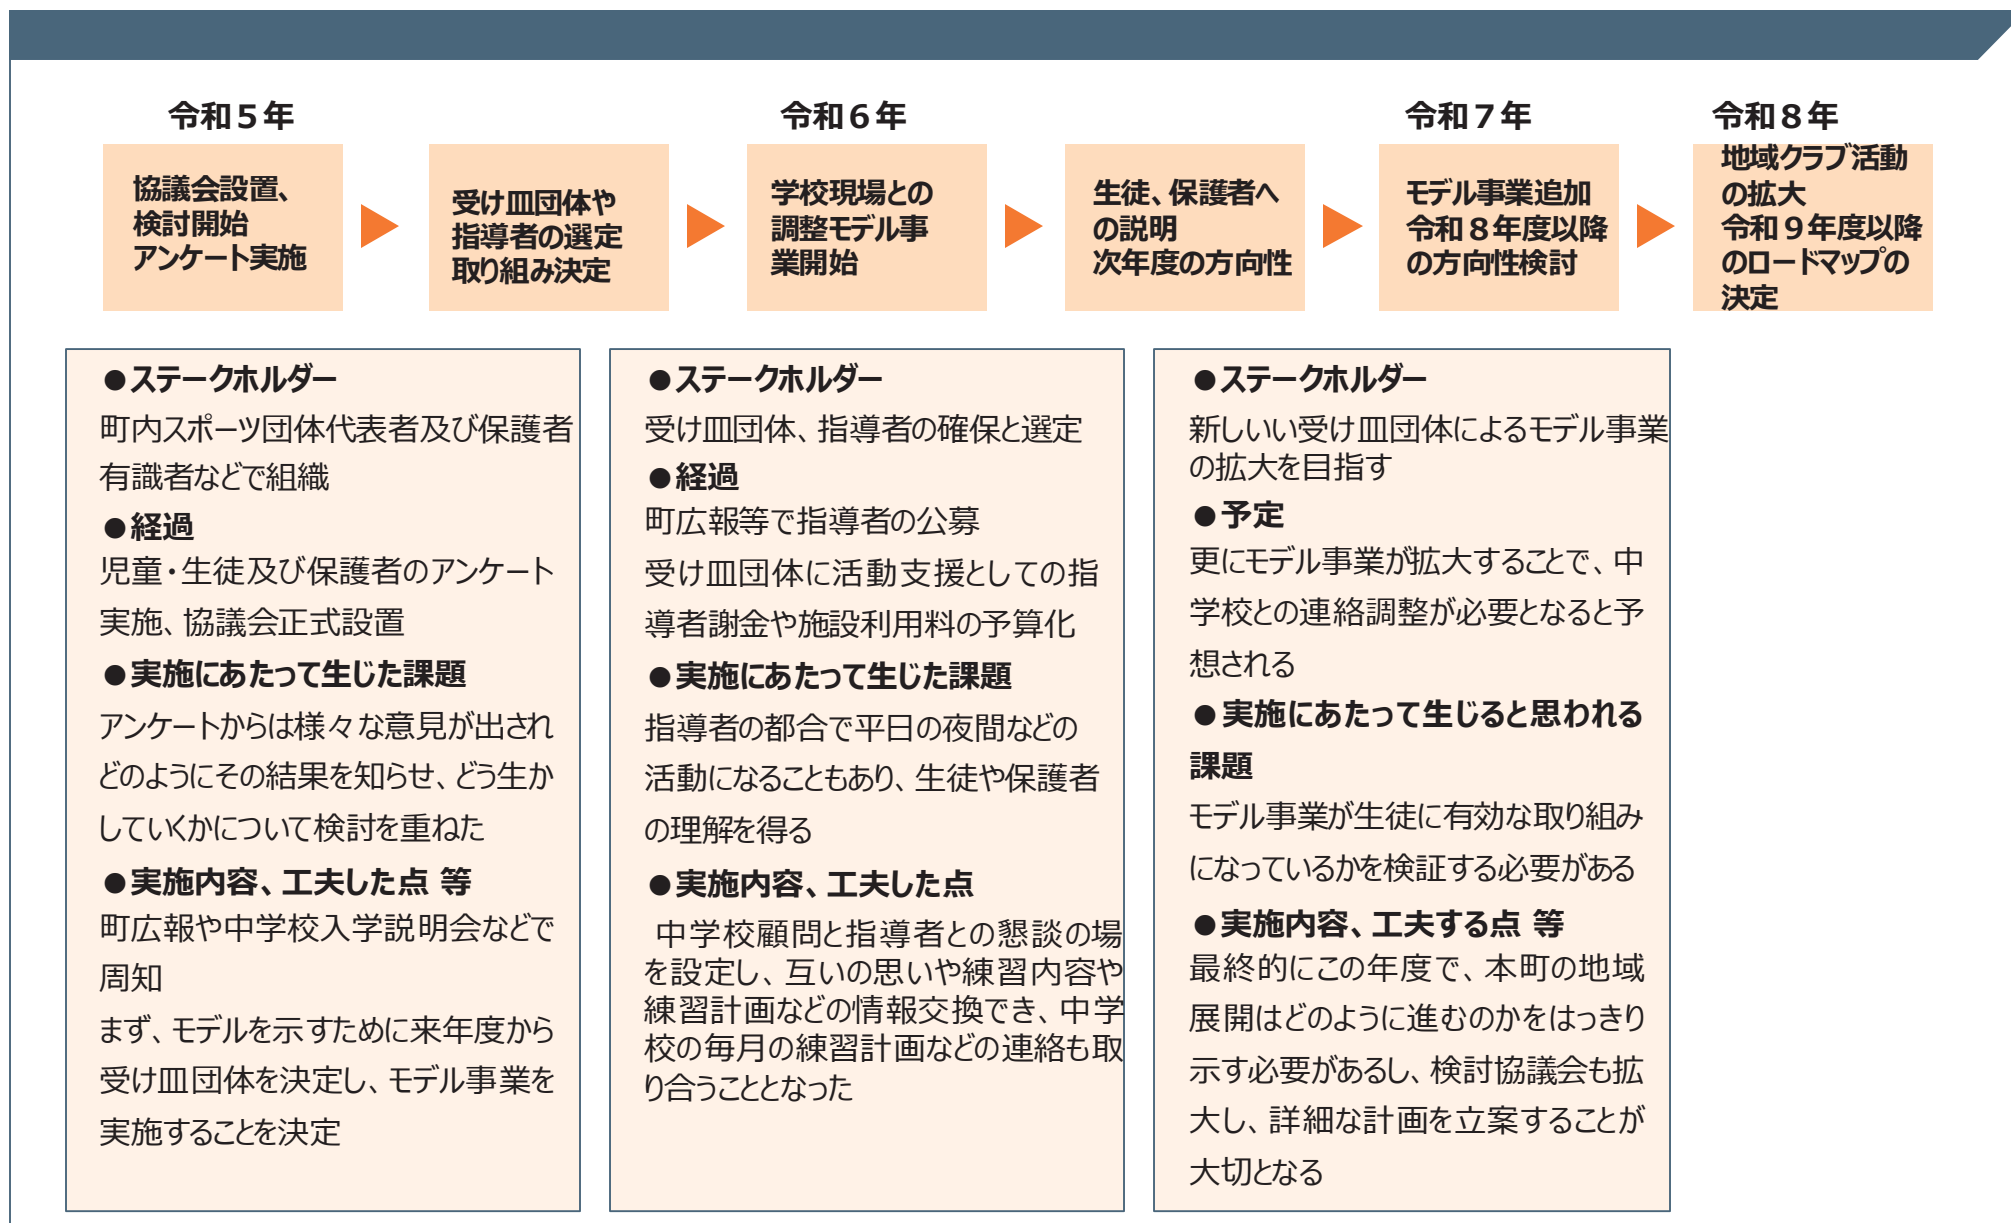 令和５年
協議会設置、
検討開始
アンケート実施
受け皿団体や
指導者の選定
取り組み決定
令和６年
学校現場との
調整モデル事
業開始
生徒、保護者へ
の説明
次年度の方向性
令和７年
モデル事業追加
令和８年度以降
の方向性検討
令和８年
地域クラブ活動
の拡大
令和９年度以降
のロードマップの
決定
●ステークホルダー
町内スポーツ団体代表者及び保護者
有識者などで組織
●経過
児童・生徒及び保護者のアンケート
実施、協議会正式設置
●実施にあたって生じた課題
アンケートからは様々な意見が出され
どのようにその結果を知らせ、どう生か
していくかについて検討を重ねた
●実施内容、工夫した点 等
町広報や中学校入学説明会などで
周知
まず、モデルを示すために来年度から
受け皿団体を決定し、モデル事業を
実施することを決定
●ステークホルダー
受け皿団体、指導者の確保と選定
●経過
町広報等で指導者の公募
受け皿団体に活動支援としての指
導者謝金や施設利用料の予算化
●実施にあたって生じた課題
指導者の都合で平日の夜間などの
活動になることもあり、生徒や保護者
の理解を得る
●実施内容、工夫した点
中学校顧問と指導者との懇談の場
を設定し、互いの思いや練習内容や
練習計画などの情報交換でき、中学
校の毎月の練習計画などの連絡も取
り合うこととなった
●ステークホルダー
新しいい受け皿団体によるモデル事業
の拡大を目指す
●予定
更にモデル事業が拡大することで、中
学校との連絡調整が必要となると予
想される
●実施にあたって生じると思われる
課題
モデル事業が生徒に有効な取り組み
になっているかを検証する必要がある
●実施内容、工夫する点 等
最終的にこの年度で、本町の地域
展開はどのように進むのかをはっきり
示す必要があるし、検討協議会も拡
大し、詳細な計画を立案することが
大切となる